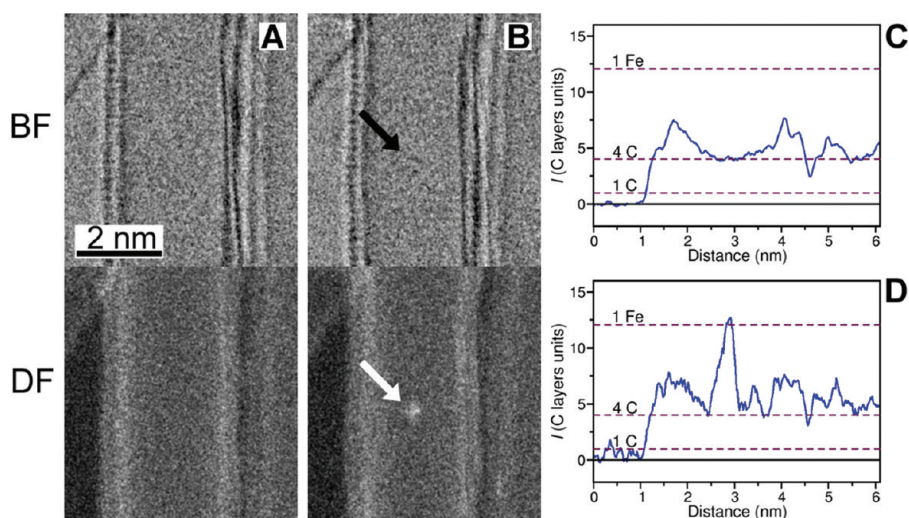 BF
DF
A
2 nm
B
C
I (C layers units)
15
10
5
0
1 Fe
4 C
1 C
0 1 2 3 4 5 6
Distance (nm)
D
I (C layers units)
15
10
5
0
1 Fe
4 C
1 C
0 1 2 3 4 5 6
Distance (nm)